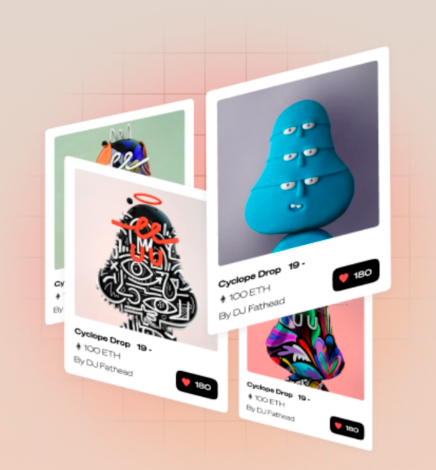 Cyclope Drop 19 -
100 ETH
By DJ Fathead
180
Cyclope Drop 19 -
100 ETH
By DJ Fathead
180
Cyclope Drop 19 -
100 ETH
By DJ Fathead
180